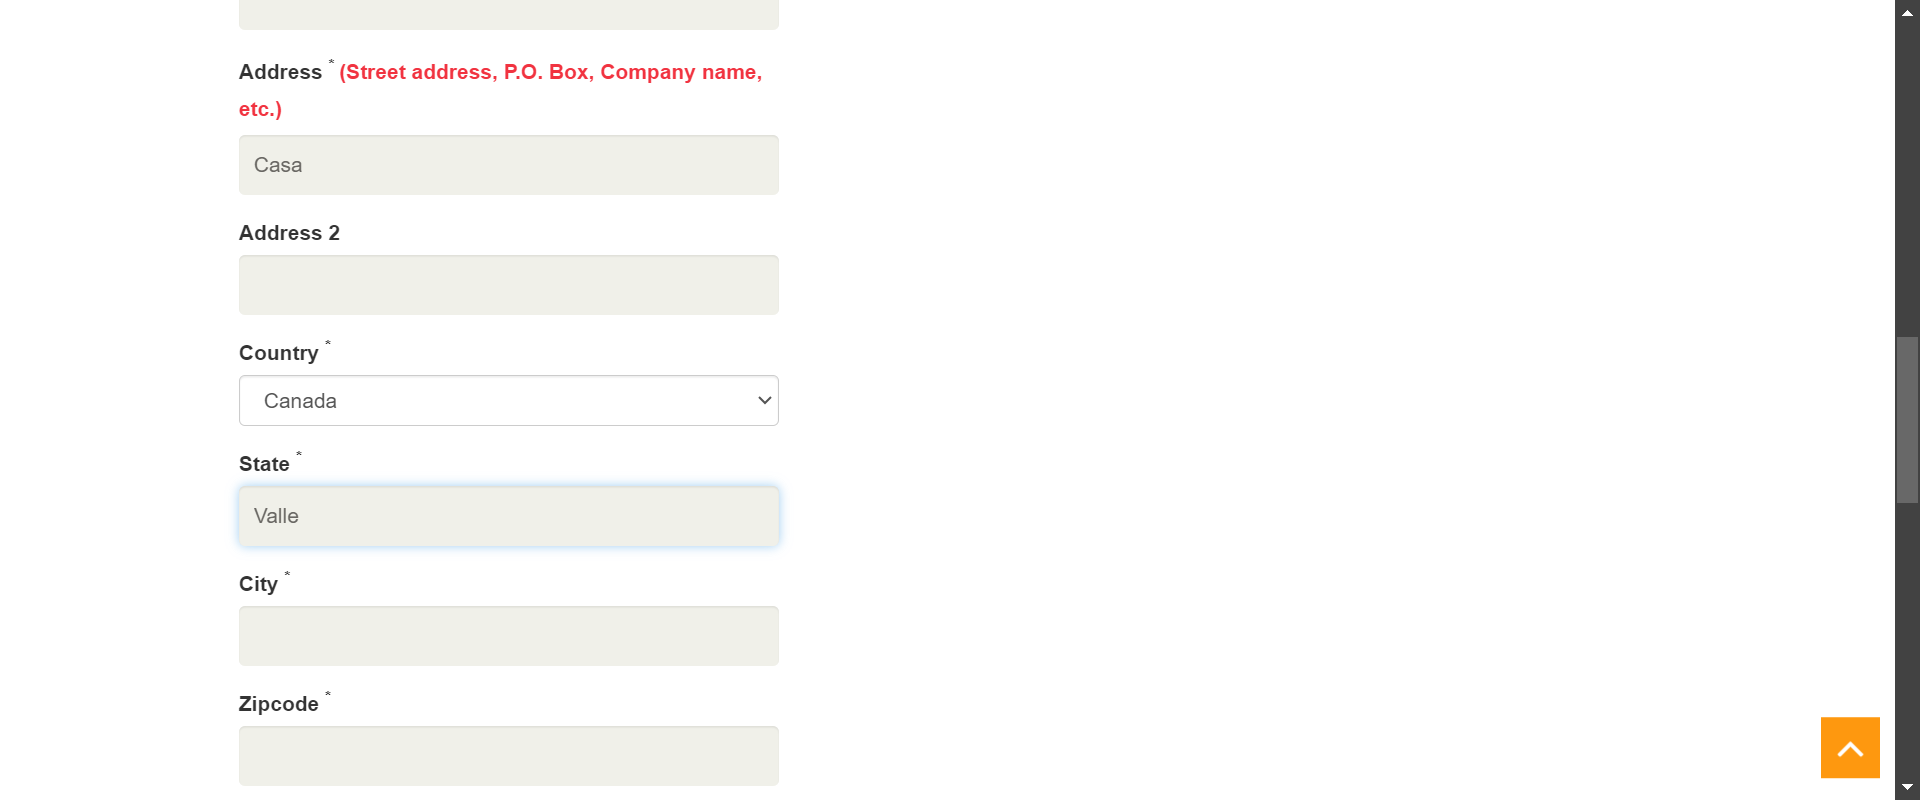 Address * (Street address, P.O. Box, Company name,
etc.)
Casa
Address 2
Country *
Canada
State *
Valle
City *
Zipcode *